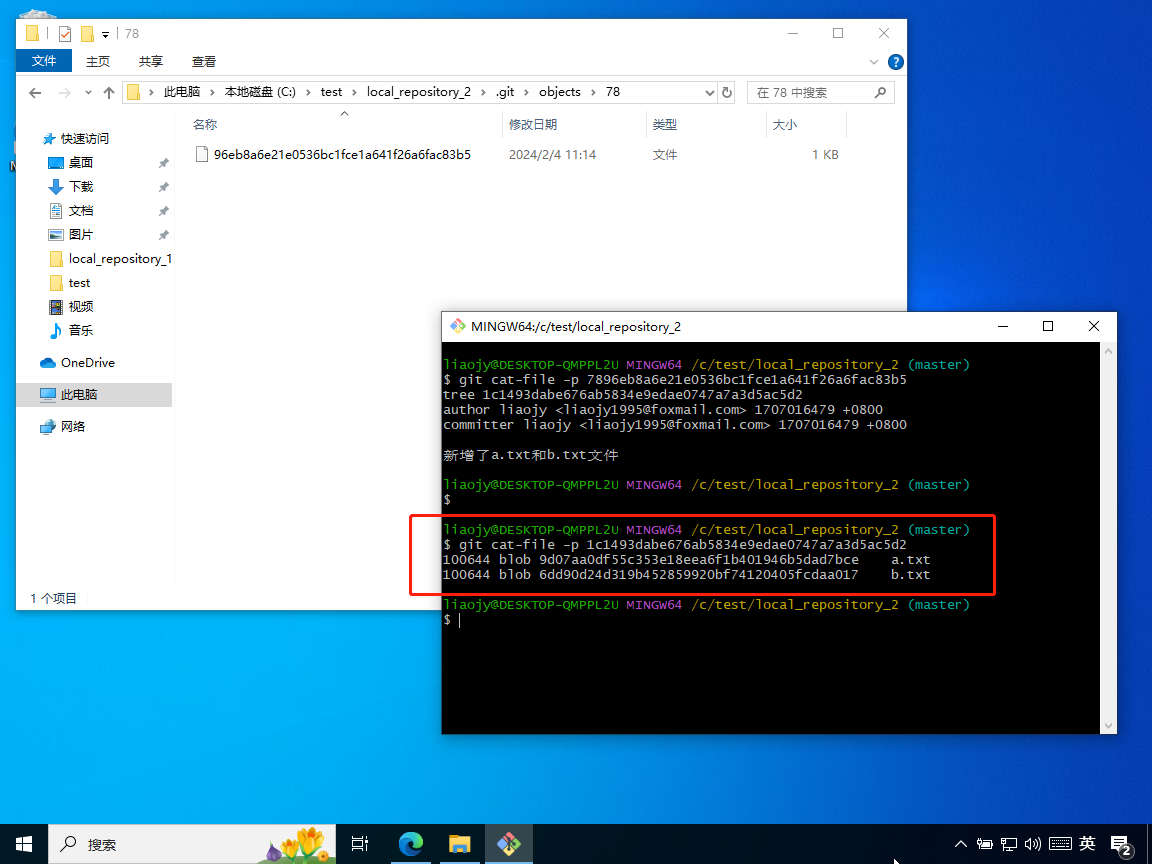 78
文件
主页
共享
查看
此电脑
本地磁盘 (C:)
test
local_repository_2
.git
objects
78
在 78 中搜索
名称
修改日期
类型
大小
96eb8a6e21e0536bc1fce1a641f26a6fac83b5
2024/2/4 11:14
文件
1 KB
快速访问
桌面
下载
文档
图片
local_repository_1
test
视频
音乐
OneDrive
此电脑
网络
1 个项目
MINGW64:/c/test/local_repository_2
liaojy@DESKTOP-QMPPL2U MINGW64 /c/test/local_repository_2 (master)
$ git cat-file -p 7896eb8a6e21e0536bc1fce1a641f26a6fac83b5
tree 1c1493dabe676ab5834e9edae0747a7a3d5ac5d2
author liaojy <liaojy1995@foxmail.com> 1707016479 +0800
committer liaojy <liaojy1995@foxmail.com> 1707016479 +0800
新增了a.txt和b.txt文件
liaojy@DESKTOP-QMPPL2U MINGW64 /c/test/local_repository_2 (master)
$
liaojy@DESKTOP-QMPPL2U MINGW64 /c/test/local_repository_2 (master)
$ git cat-file -p 1c1493dabe676ab5834e9edae0747a7a3d5ac5d2
100644 blob 9d07aa0df55c353e18eea6f1b401946b5dad7bce    a.txt
100644 blob 6dd90d24d319b452859920bf74120405fcdaa017    b.txt
liaojy@DESKTOP-QMPPL2U MINGW64 /c/test/local_repository_2 (master)
$
搜索
英
2